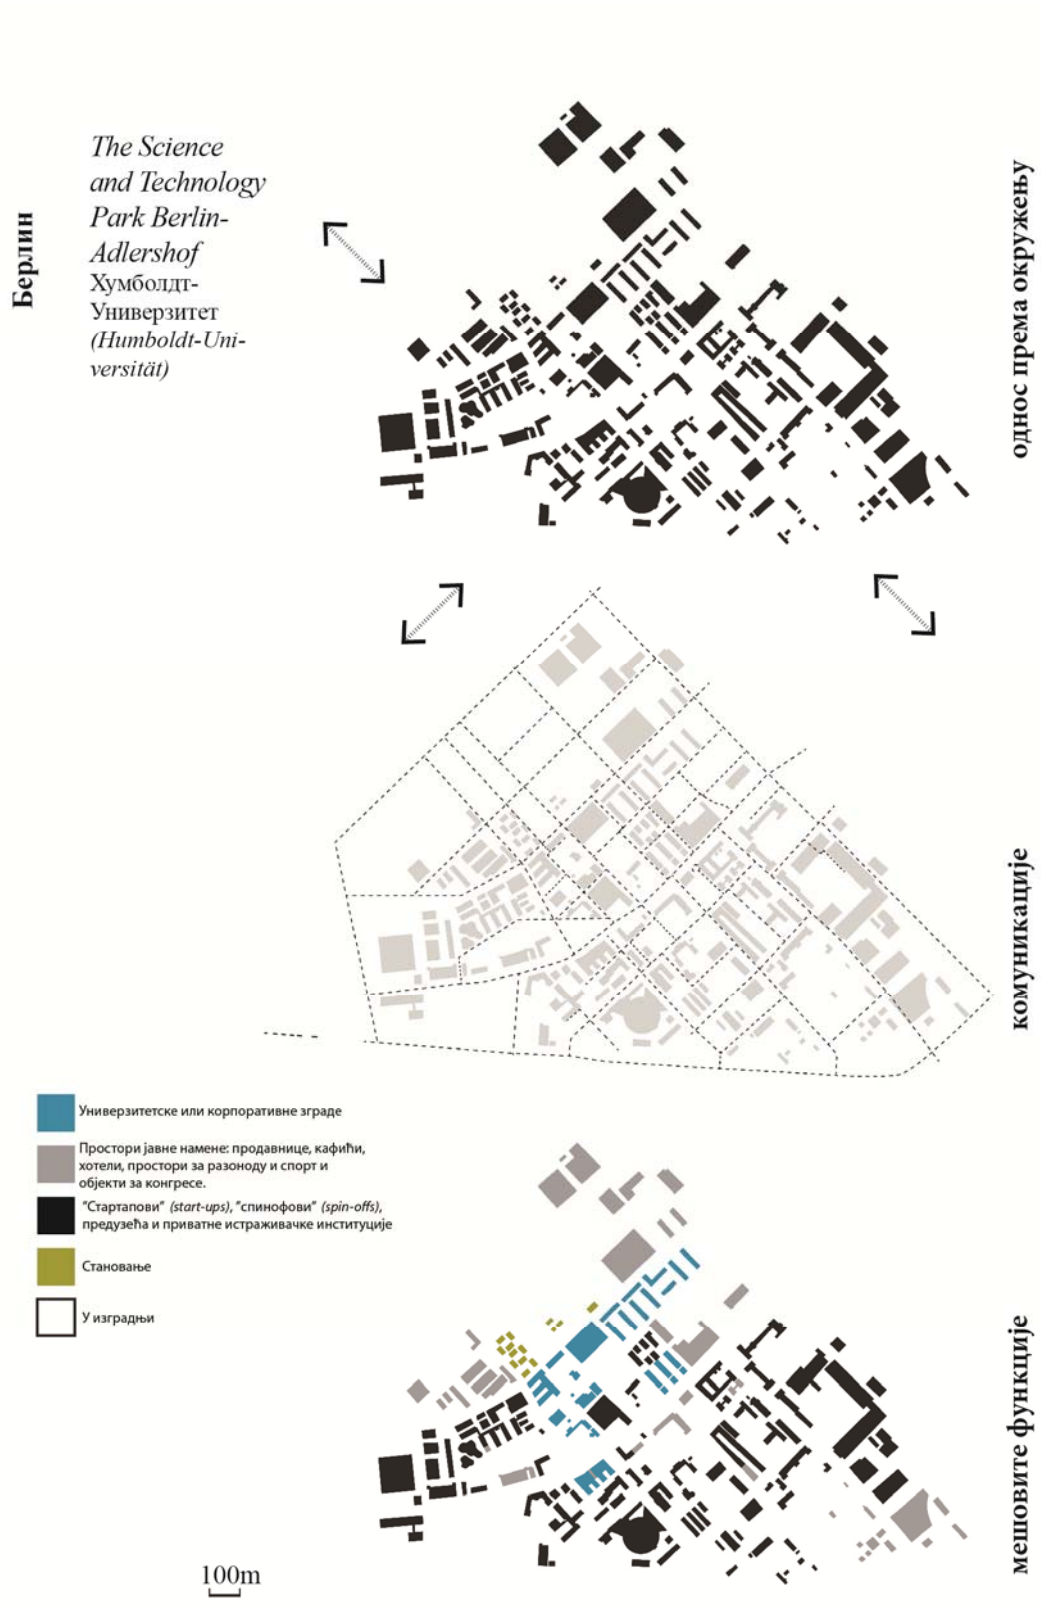 Берлин
The Science
and Technology
Park Berlin-
Adlershof
Хумболдт-
Универзитет
(Humboldt-Uni-
versität)
однос према окружењу
комуникације
Универзитетске или корпоративне зграде
Простори јавне намене: продавнице, кафићи,
хотели, простори за разоноду и спорт и
објекти за конгресе.
"Стартапови" (start-ups), "спинофови" (spin-offs),
предузећа и приватне истраживачке институције
Становање
У изградњи
мешовите функције
100m